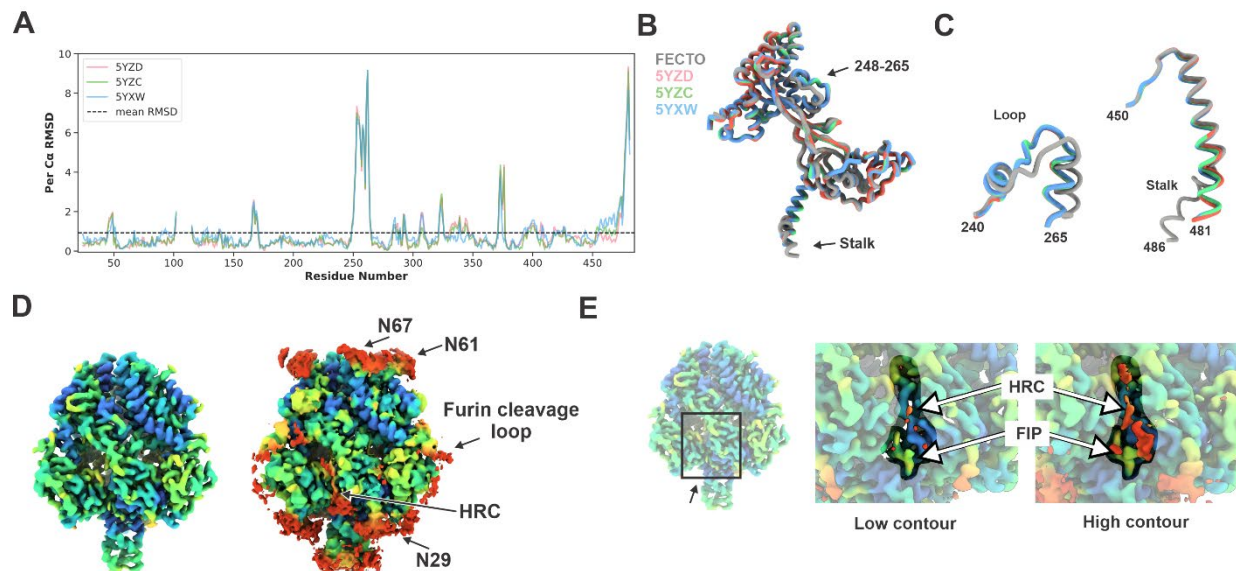 A
Per Cα RMSD
10
8
6
4
2
0
5YZD
5YZC
5YXW
mean RMSD
50
100
150
200
250
300
350
400
450
Residue Number
B
FECTO
5YZD
5YZC
5YXW
248-265
Stalk
C
Loop
240
265
450
Stalk
486
481
D
N67
N61
Furin cleavage
loop
HRC
N29
E
HRC
FIP
Low contour
High contour